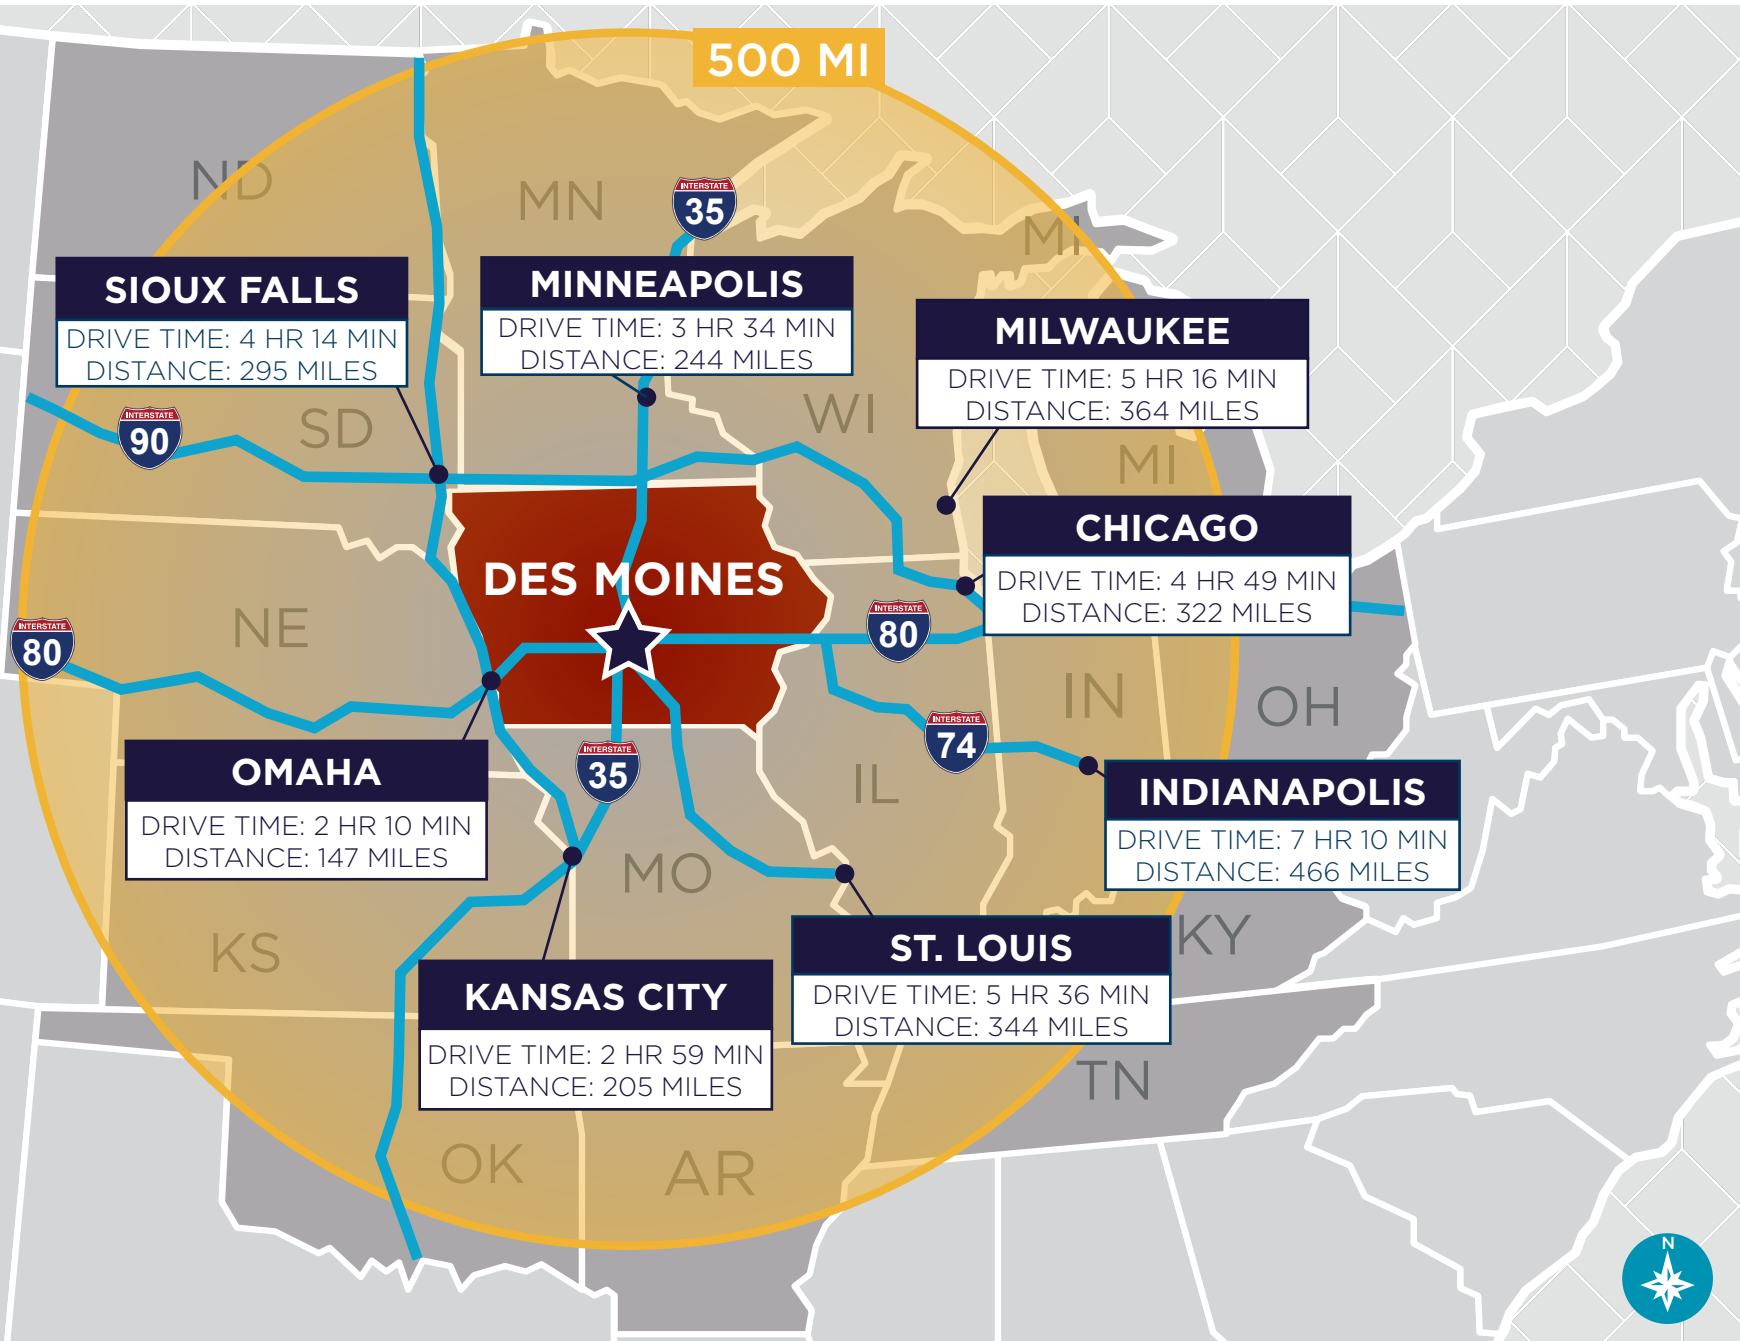 500 MI
ND
MN
INTERSTATE
35
MI
SIOUX FALLS
DRIVE TIME: 4 HR 14 MIN
DISTANCE: 295 MILES
MINNEAPOLIS
DRIVE TIME: 3 HR 34 MIN
DISTANCE: 244 MILES
MILWAUKEE
DRIVE TIME: 5 HR 16 MIN
DISTANCE: 364 MILES
INTERSTATE
90
SD
WI
MI
CHICAGO
DRIVE TIME: 4 HR 49 MIN
DISTANCE: 322 MILES
DES MOINES
NE
INTERSTATE
80
INTERSTATE
80
IN
OH
INTERSTATE
74
OMAHA
DRIVE TIME: 2 HR 10 MIN
DISTANCE: 147 MILES
INTERSTATE
35
IL
INDIANAPOLIS
DRIVE TIME: 7 HR 10 MIN
DISTANCE: 466 MILES
MO
KS
KY
ST. LOUIS
DRIVE TIME: 5 HR 36 MIN
DISTANCE: 344 MILES
KANSAS CITY
DRIVE TIME: 2 HR 59 MIN
DISTANCE: 205 MILES
TN
OK
AR
N